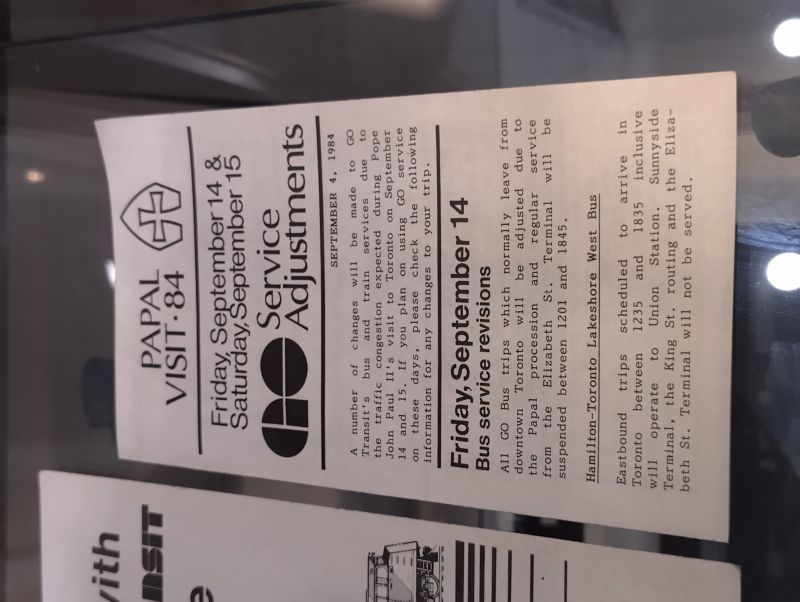 PAPAL
VISIT·84
Friday, September 14 &
Saturday, September 15
GO Service
Adjustments
SEPTEMBER 4, 1984
A number of changes will be made to GO
Transit's bus and train services due to
the traffic congestion expected during Pope
John Paul II's visit to Toronto on September
14 and 15. If you plan on using GO service
on these days, please check the following
information for any changes to your trip.
Friday, September 14
Bus service revisions
All GO Bus trips which normally leave from
downtown Toronto will be adjusted due to
the Papal procession and regular service
from the Elizabeth St. Terminal will be
suspended between 1201 and 1845.
Hamilton-Toronto Lakeshore West Bus
Eastbound trips scheduled to arrive in
Toronto between 1235 and 1835 inclusive
will operate to Union Station. Sunnyside
Terminal, the King St. routing and the Eliza-
beth St. Terminal will not be served.